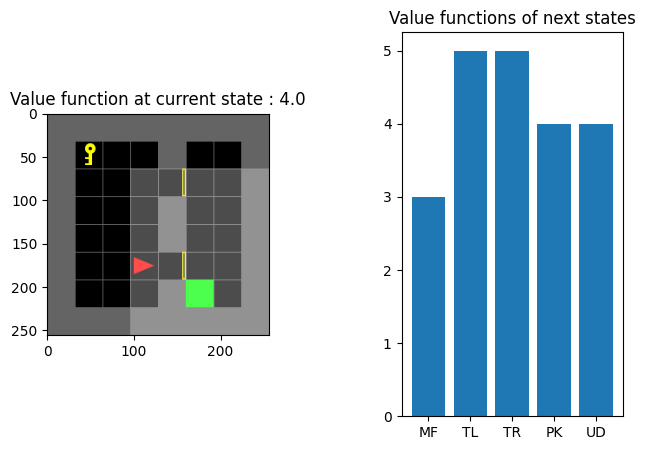 Value function at current state : 4.0
0
50
100
150
200
250
0
100
200
Value functions of next states
5
4
3
2
1
0
MF
TL
TR
PK
UD